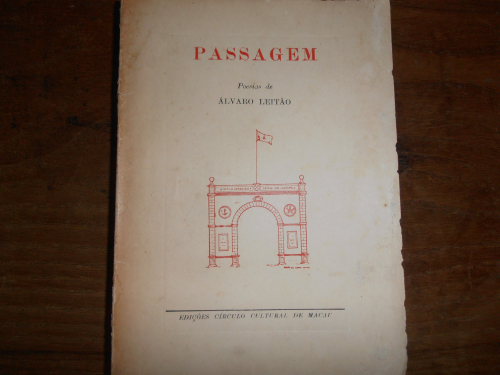 PASSAGEM
Poesias de
ÁLVARO LEITÃO
EDIÇÕES CÍRCULO CULTURAL DE MACAU